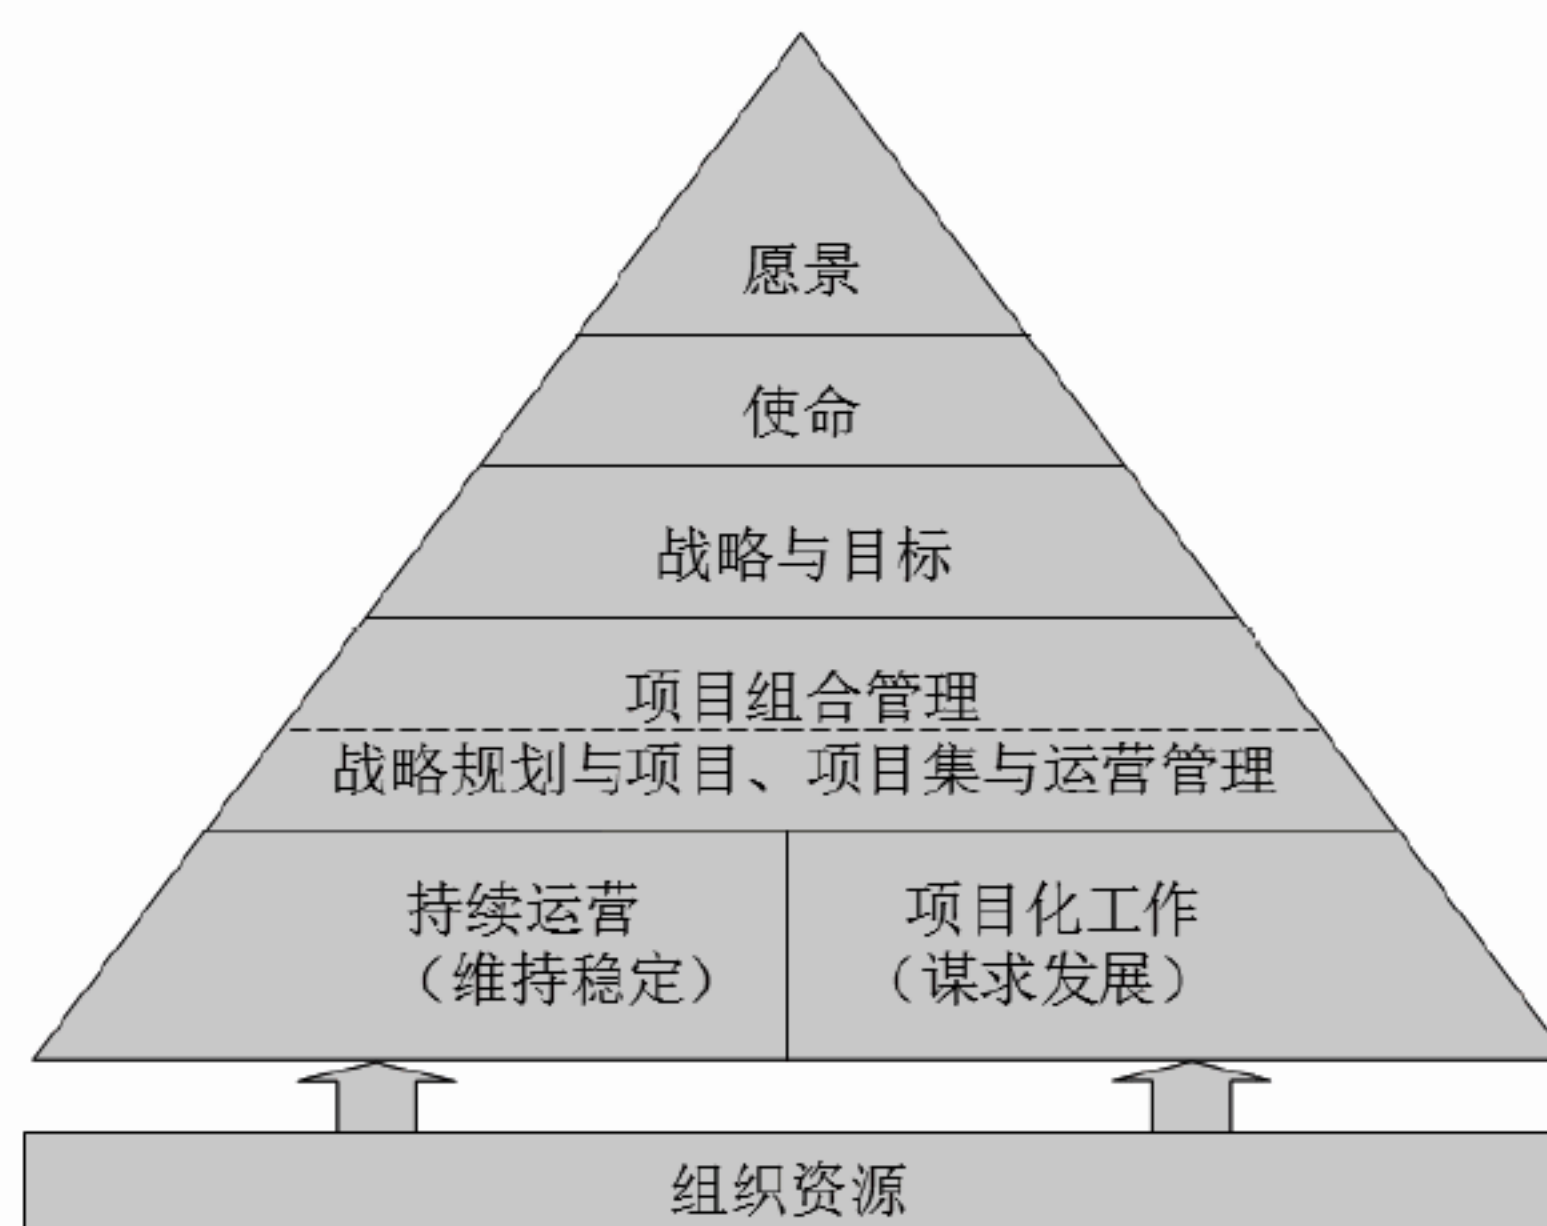 愿景
使命
战略与目标
项目组合管理
战略规划与项目、项目集与运营管理
持续运营
（维持稳定）
项目化工作
（谋求发展）
组织资源